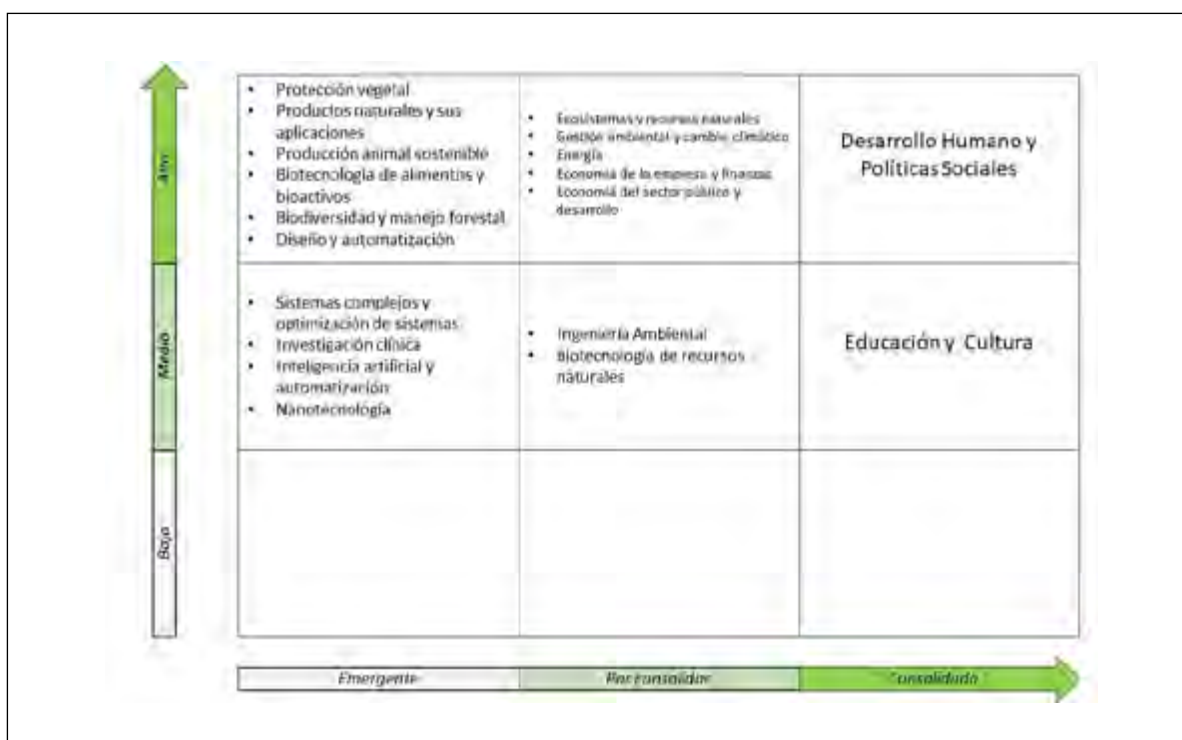 Alto
• Protección vegetal
• Productos naturales y sus
aplicaciones
• Producción animal sostenible
• Biotecnología de alimentos y
bioactivos
• Biodiversidad y manejo forestal
• Diseño y automatización
• Ecosistemas y recursos naturales
• Gestión ambiental y cambio climático
• Energía
• Economía de la empresa y finanzas
• Economía del sector público y
desarrollo
Desarrollo Humano y
Políticas Sociales
Medio
• Sistemas complejos y
optimización de sistemas
• Investigación clínica
• Inteligencia artificial y
automatización
• Nanotecnología
• Ingeniería Ambiental
• Biotecnología de recursos
naturales
Educación y Cultura
Bajo
Emergente
Por consolidar
Consolidado